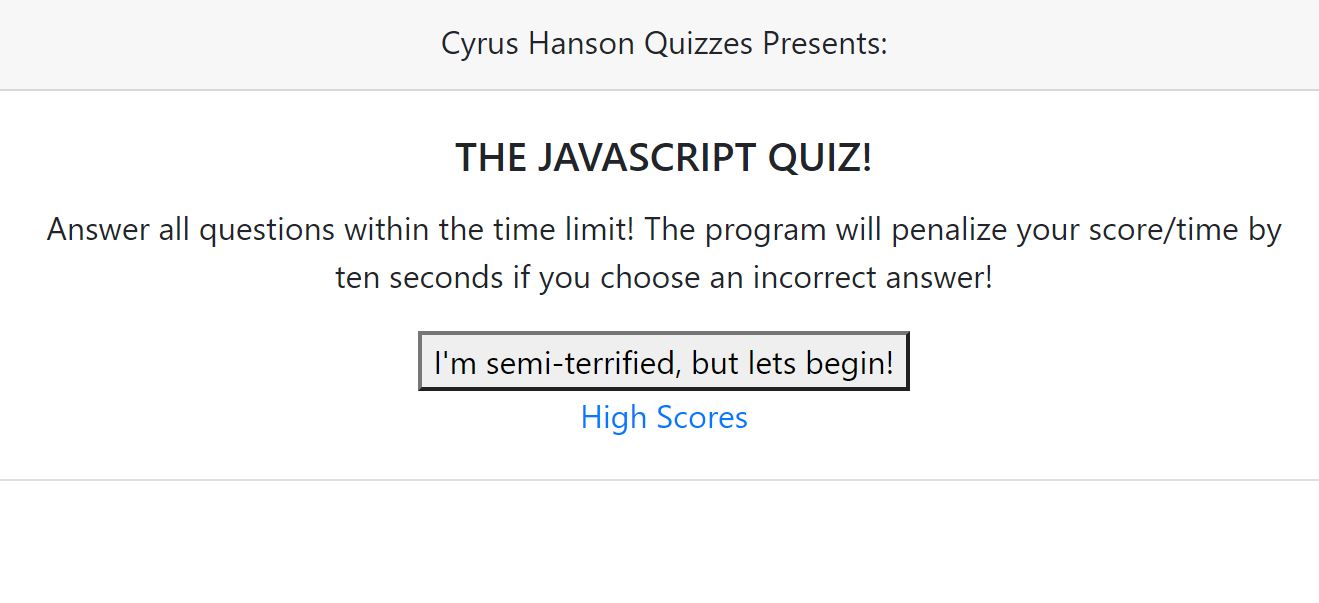 Cyrus Hanson Quizzes Presents:
THE JAVASCRIPT QUIZ!
Answer all questions within the time limit! The program will penalize your score/time by
ten seconds if you choose an incorrect answer!
I'm semi-terrified, but lets begin!
High Scores